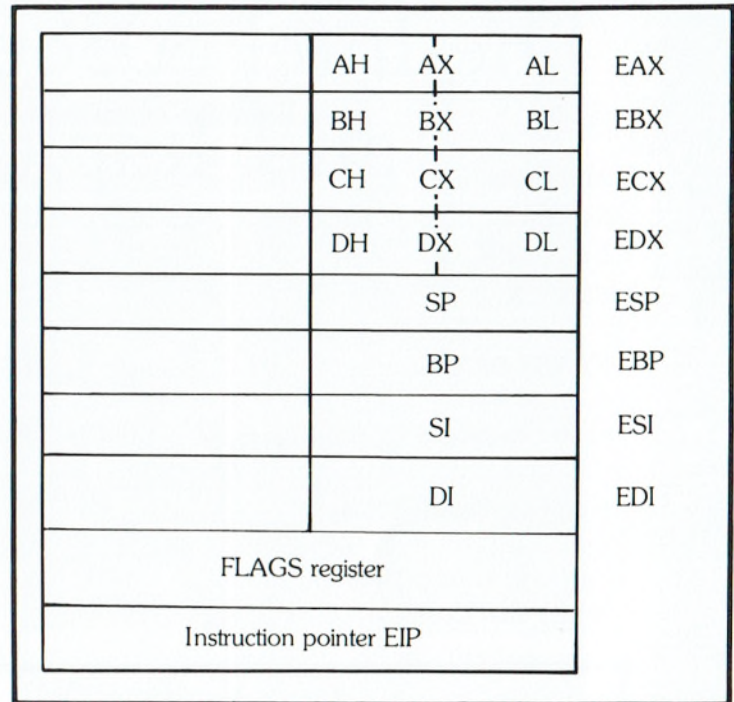 AH AX AL EAX
BH BX BL EBX
CH CX CL ECX
DH DX DL EDX
SP ESP
BP EBP
SI ESI
DI EDI
FLAGS register
Instruction pointer EIP